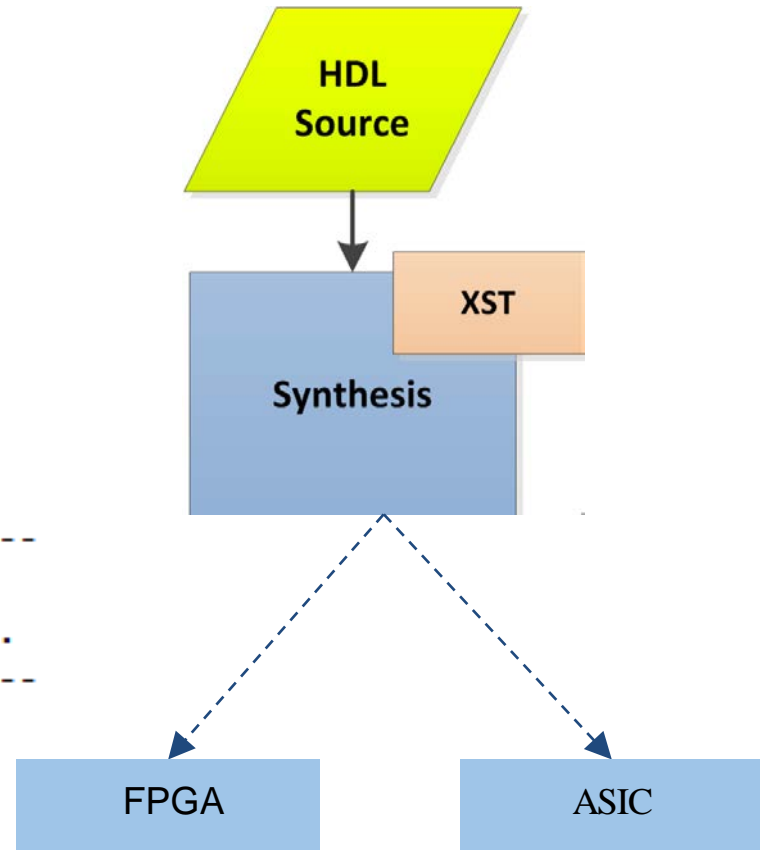 HDL
Source
XST
Synthesis
--
.
--
FPGA
ASIC